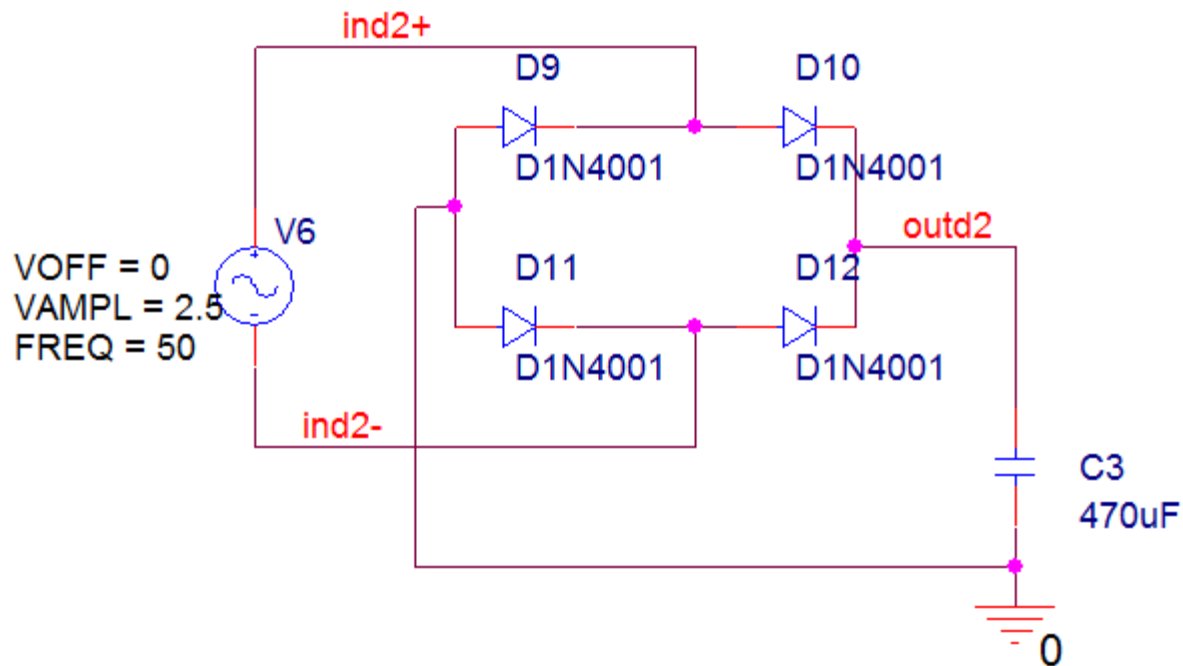 ind2+
D9
D10
D1N4001
D1N4001
V6
VOFF = 0
VAMPL = 2.5
FREQ = 50
outd2
D11
D12
D1N4001
D1N4001
ind2-
C3
470uF
0